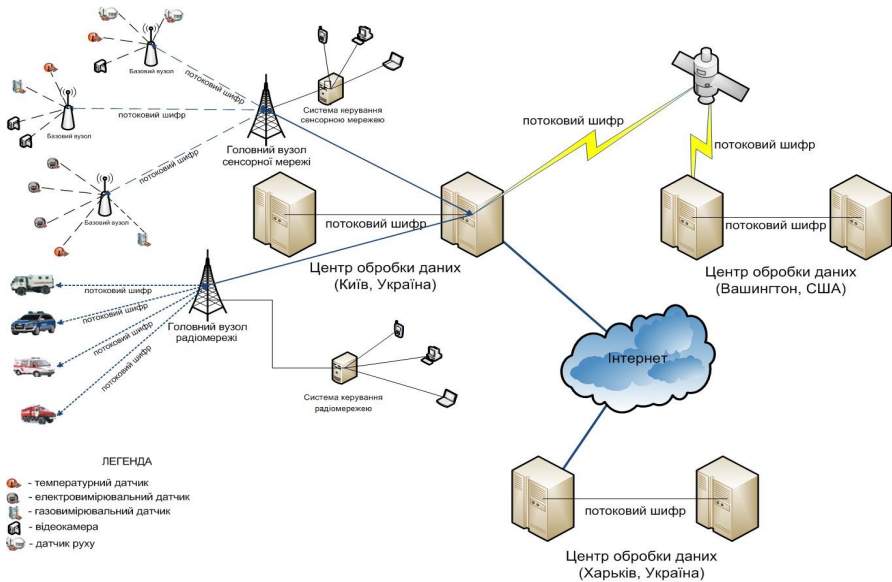 Базовий вузол
потоковий шифр
потоковий шифр
Базовий вузол
Система керування
сенсорною мережею
Головний вузол
сенсорної мережі
потоковий шифр
Базовий вузол
потоковий шифр
потоковий шифр
потоковий шифр
потоковий шифр
Центр обробки даних
(Київ, Україна)
Центр обробки даних
(Вашингтон, США)
потоковий шифр
потоковий шифр
потоковий шифр
потоковий шифр
Головний вузол
радіомережі
Інтернет
Система керування
радіомережею
ЛЕГЕНДА
- температурний датчик
- електровимірювальний датчик
- газовимірювальний датчик
- відеокамера
- датчик руху
потоковий шифр
Центр обробки даних
(Харьків, Україна)